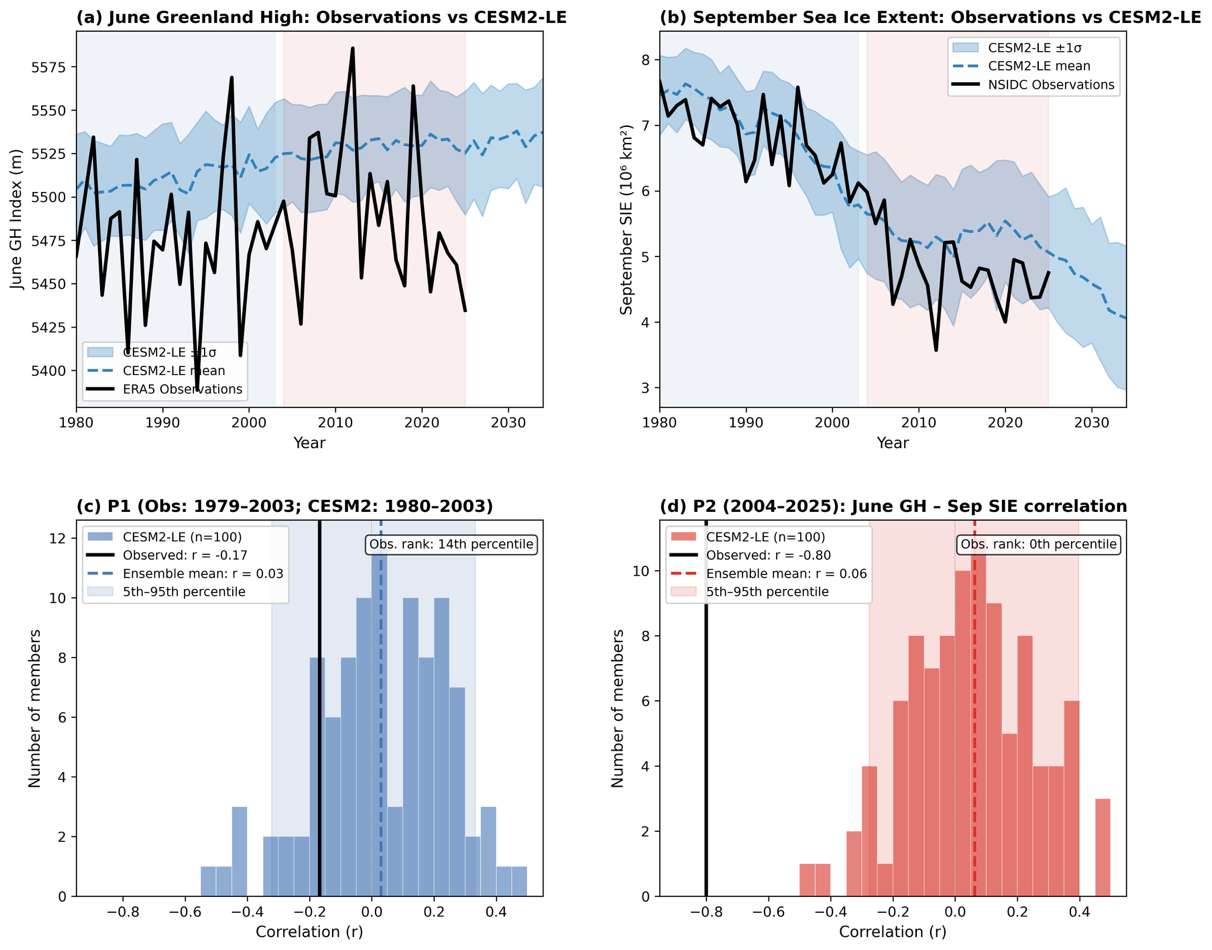 (a) June Greenland High: Observations vs CESM2-LE
5575
5550
5525
5500
5475
5450
5425
5400
June GH Index (m)
CESM2-LE ±1σ
CESM2-LE mean
ERA5 Observations
1980
1990
2000
2010
2020
2030
Year
(b) September Sea Ice Extent: Observations vs CESM2-LE
8
7
6
5
4
3
September SIE (10⁶ km²)
CESM2-LE ±1σ
CESM2-LE mean
NSIDC Observations
1980
1990
2000
2010
2020
2030
Year
(c) P1 (Obs: 1979–2003; CESM2: 1980–2003)
12
10
8
6
4
2
0
Number of members
CESM2-LE (n=100)
Observed: r = -0.17
Ensemble mean: r = 0.03
5th–95th percentile
Obs. rank: 14th percentile
−0.8
−0.6
−0.4
−0.2
0.0
0.2
0.4
Correlation (r)
(d) P2 (2004–2025): June GH – Sep SIE correlation
10
8
6
4
2
0
Number of members
CESM2-LE (n=100)
Observed: r = -0.80
Ensemble mean: r = 0.06
5th–95th percentile
Obs. rank: 0th percentile
−0.8
−0.6
−0.4
−0.2
0.0
0.2
0.4
Correlation (r)